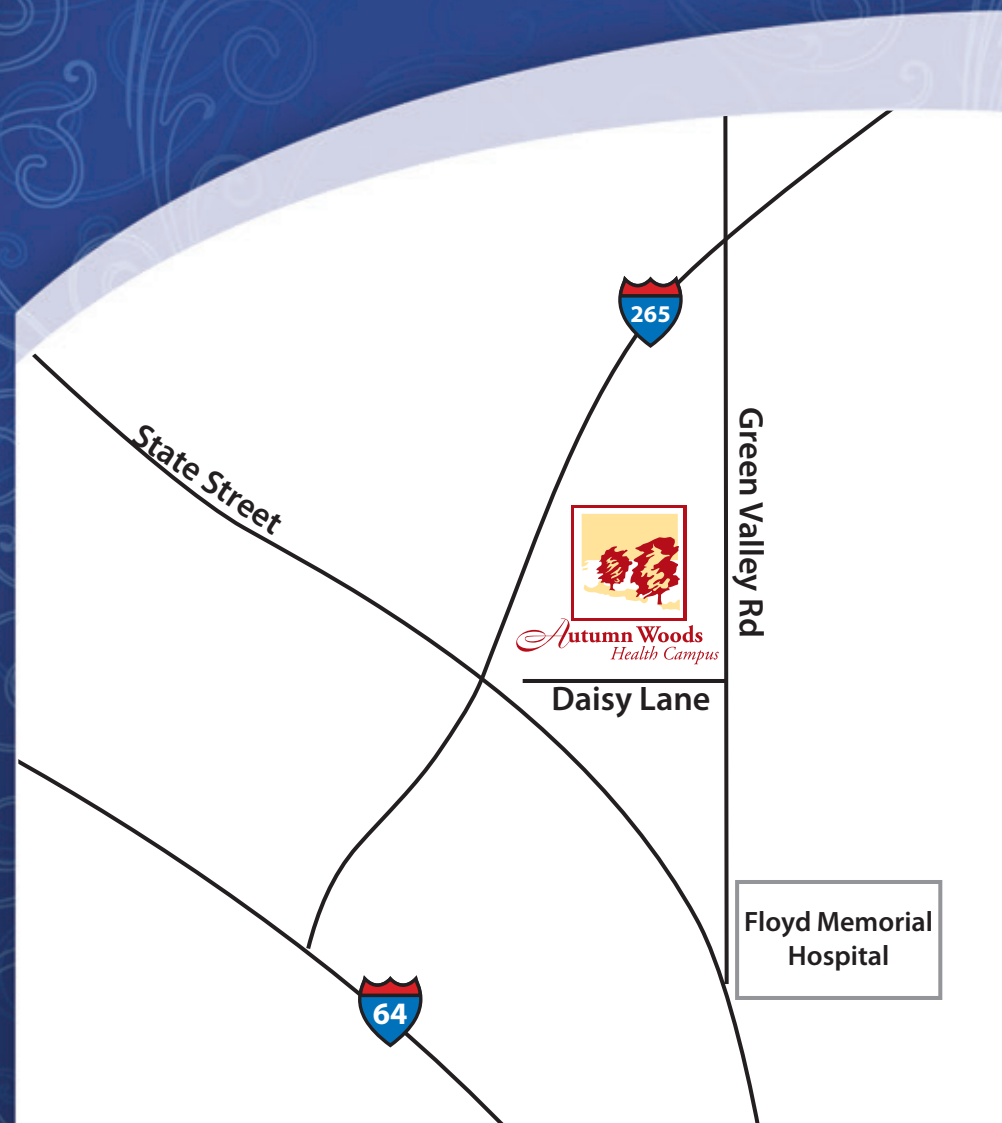 265
State Street
Green Valley Rd
Autumn Woods
Health Campus
Daisy Lane
Floyd Memorial
Hospital
64